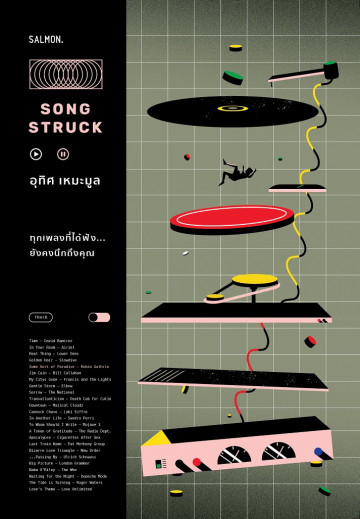 SALMON.
SONG
STRUCK
อุทิศ เหมะมูล
ทุกเพลงที่ได้ฟัง...
ยังคงนึกถึงคุณ
TRACK
Time - David Ramirez
In Your Room - Airiel
Real Thing - Lower Dens
Golden Hair - Slowdive
Some Sort of Paradise - Robin Guthrie
Jim Cain - Bill Callahan
My Cityz Gone - Francis and the Lights
Gentle Storm - Elbow
Sorrow - The National
Transatlanticism - Death Cab for Cutie
Downtown - Majical Cloudz
Cannock Chase - Labi Siffre
In Another Life - Sandro Perri
To Whom Should I Write - Mojave 3
A Token of Gratitude - The Radio Dept.
Apocalypse - Cigarettes After Sex
Last Train Home - Pat Metheny Group
Bizarre Love Triangle - New Order
...Passing By - Ulrich Schnauss
Big Picture - London Grammar
Baba O'Riley - The Who
Waiting for the Night - Depeche Mode
The Tide is Turning - Roger Waters
Love's Theme - Love Unlimited